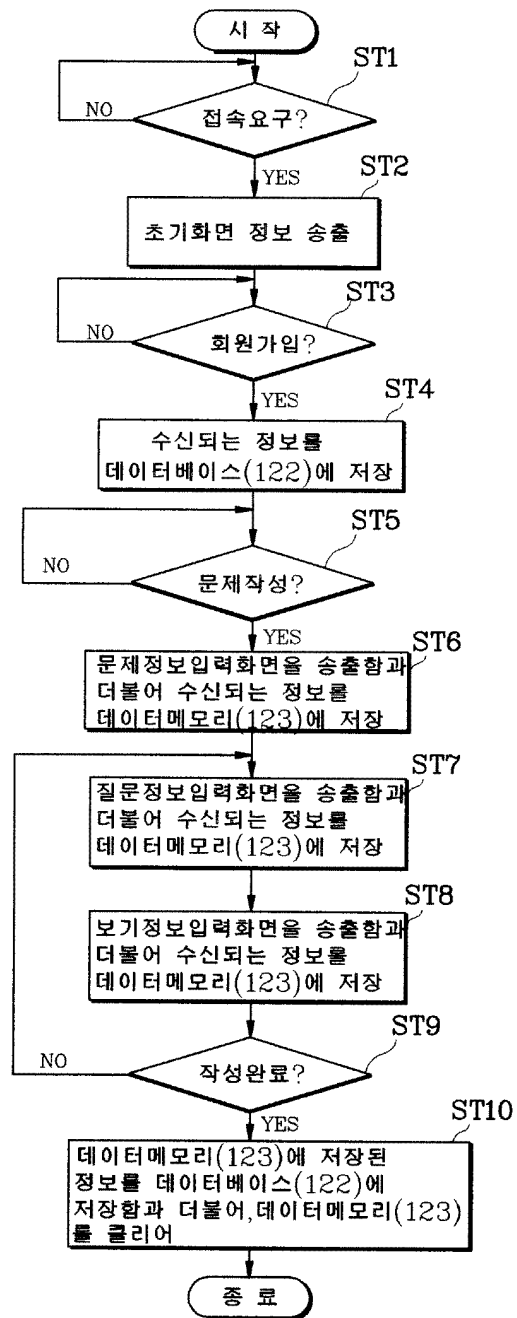 시 작
ST1
NO
접속요구?
YES
ST2
초기화면 정보 송출
ST3
NO
회원가입?
YES
ST4
수신되는 정보를
데이터베이스(122)에 저장
ST5
NO
문제작성?
YES
ST6
문제정보입력화면을 송출함과
더불어 수신되는 정보를
데이터메모리(123)에 저장
ST7
질문정보입력화면을 송출함과
더불어 수신되는 정보를
데이터메모리(123)에 저장
ST8
보기정보입력화면을 송출함과
더불어 수신되는 정보를
데이터메모리(123)에 저장
ST9
NO
작성완료?
YES
ST10
데이터메모리(123)에 저장된
정보를 데이터베이스(122)에
저장함과 더불어,데이터메모리(123)
를 클리어
종 료